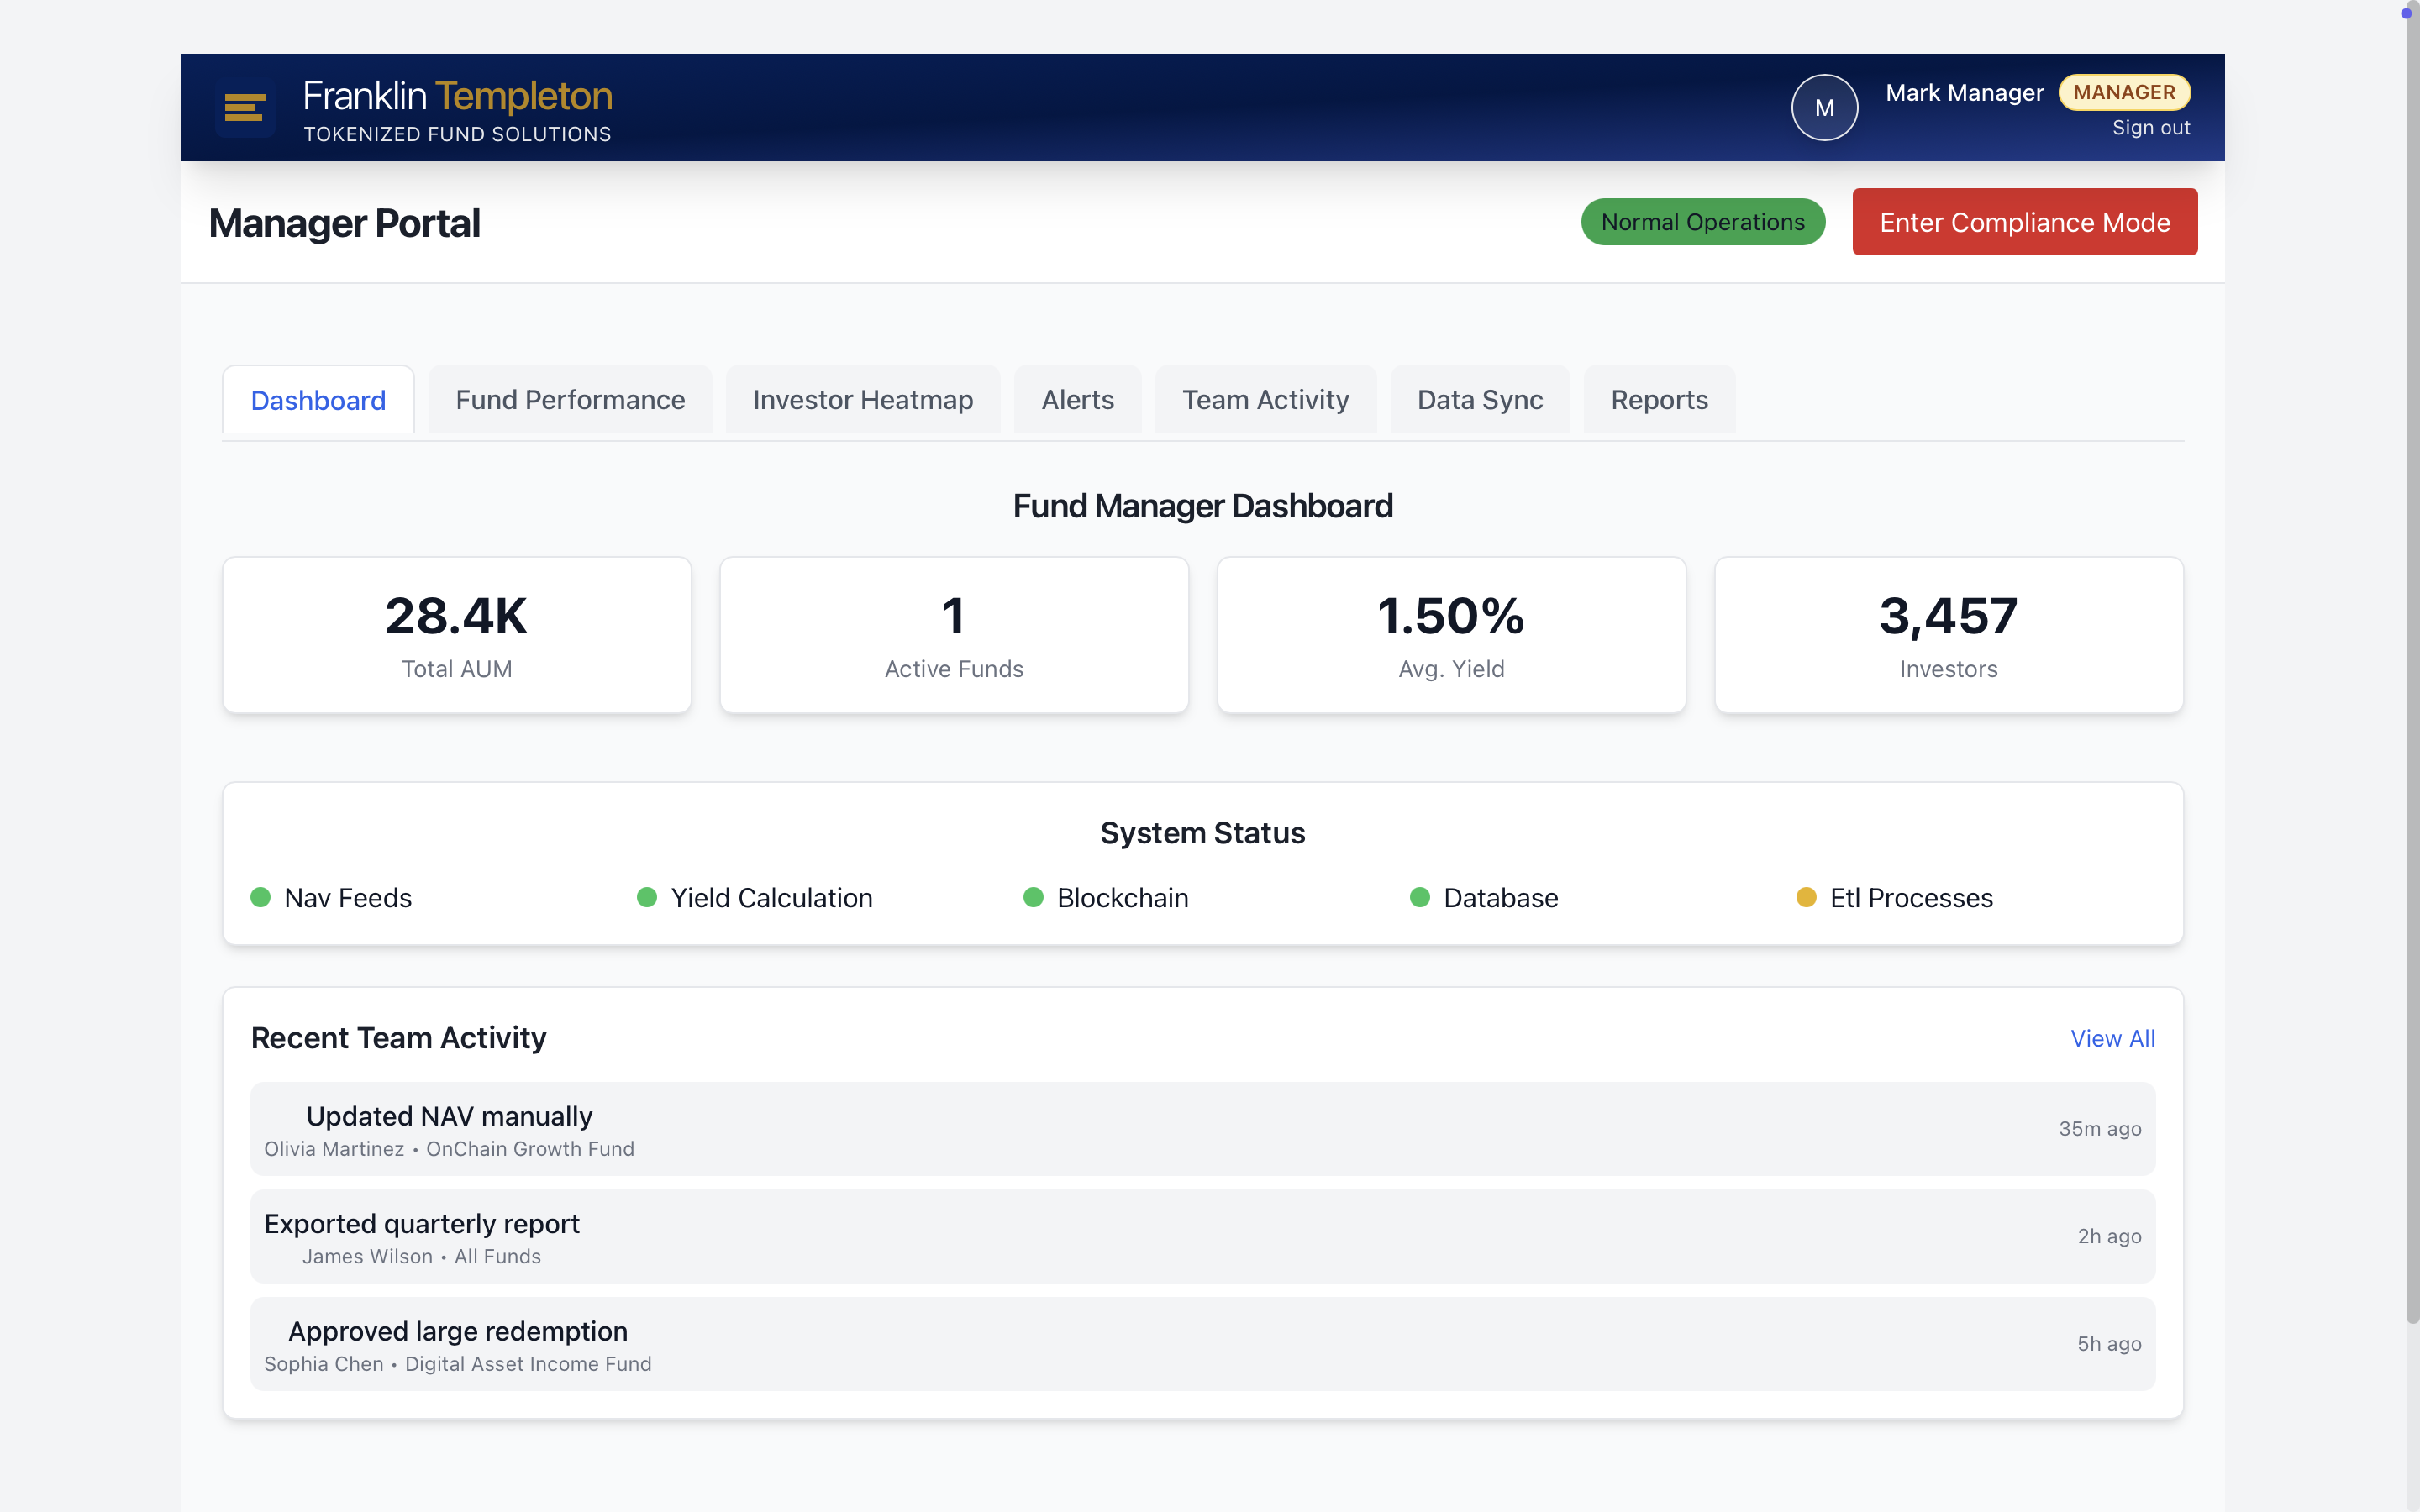 Franklin Templeton
TOKENIZED FUND SOLUTIONS
M
Mark Manager
MANAGER
Sign out
Manager Portal
Normal Operations
Enter Compliance Mode
Dashboard
Fund Performance
Investor Heatmap
Alerts
Team Activity
Data Sync
Reports
Fund Manager Dashboard
28.4K
Total AUM
1
Active Funds
1.50%
Avg. Yield
3,457
Investors
System Status
Nav Feeds
Yield Calculation
Blockchain
Database
Etl Processes
Recent Team Activity
View All
Updated NAV manually
Olivia Martinez • OnChain Growth Fund
35m ago
Exported quarterly report
James Wilson • All Funds
2h ago
Approved large redemption
Sophia Chen • Digital Asset Income Fund
5h ago